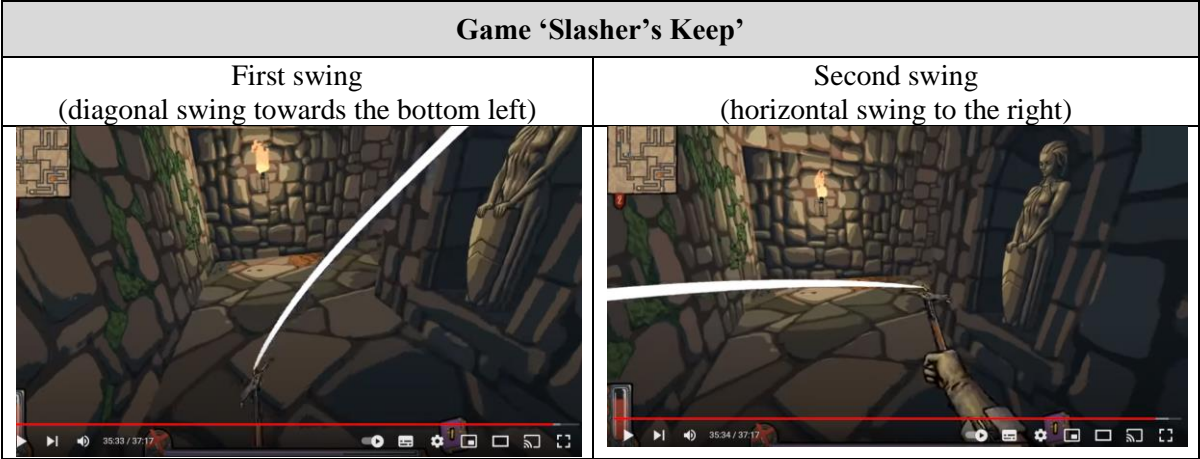 Game ‘Slasher’s Keep’
First swing
(diagonal swing towards the bottom left)
Second swing
(horizontal swing to the right)
35:33 / 37:17
35:34 / 37:17